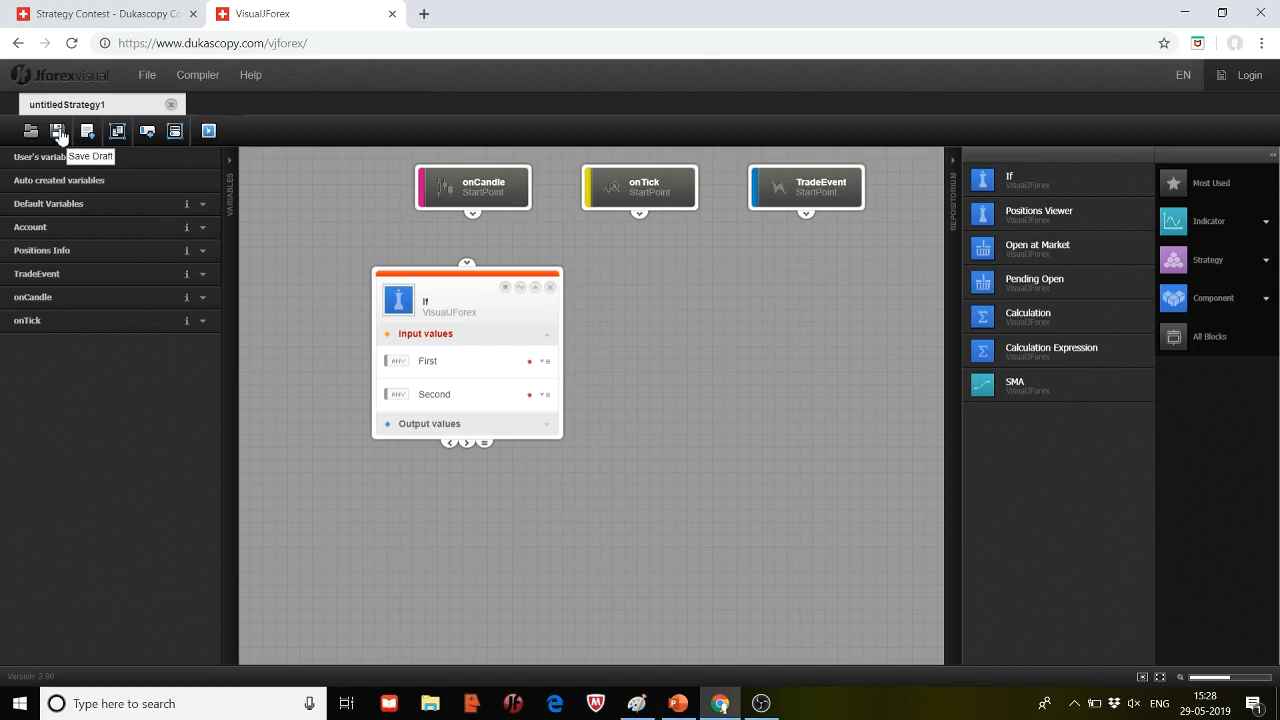 Strategy Contest - Dukascopy Co
VisualJForex
https://www.dukascopy.com/vjforex/
Jforexvisual
File
Compiler
Help
EN
Login
untitledStrategy1
Save Draft
User's variab
Auto created variables
Default Variables
Account
Positions Info
TradeEvent
onCandle
onTick
VARIABLES
onCandle
StartPoint
onTick
StartPoint
TradeEvent
StartPoint
If
VisualJForex
Input values
ANY First
ANY Second
Output values
REPOSITORIUM
If
VisualJForex
Positions Viewer
VisualJForex
Open at Market
VisualJForex
Pending Open
VisualJForex
Calculation
VisualJForex
Calculation Expression
VisualJForex
SMA
VisualJForex
Most Used
Indicator
Strategy
Component
All Blocks
Version: 2.90
Type here to search
ENG
15:28
29-05-2019